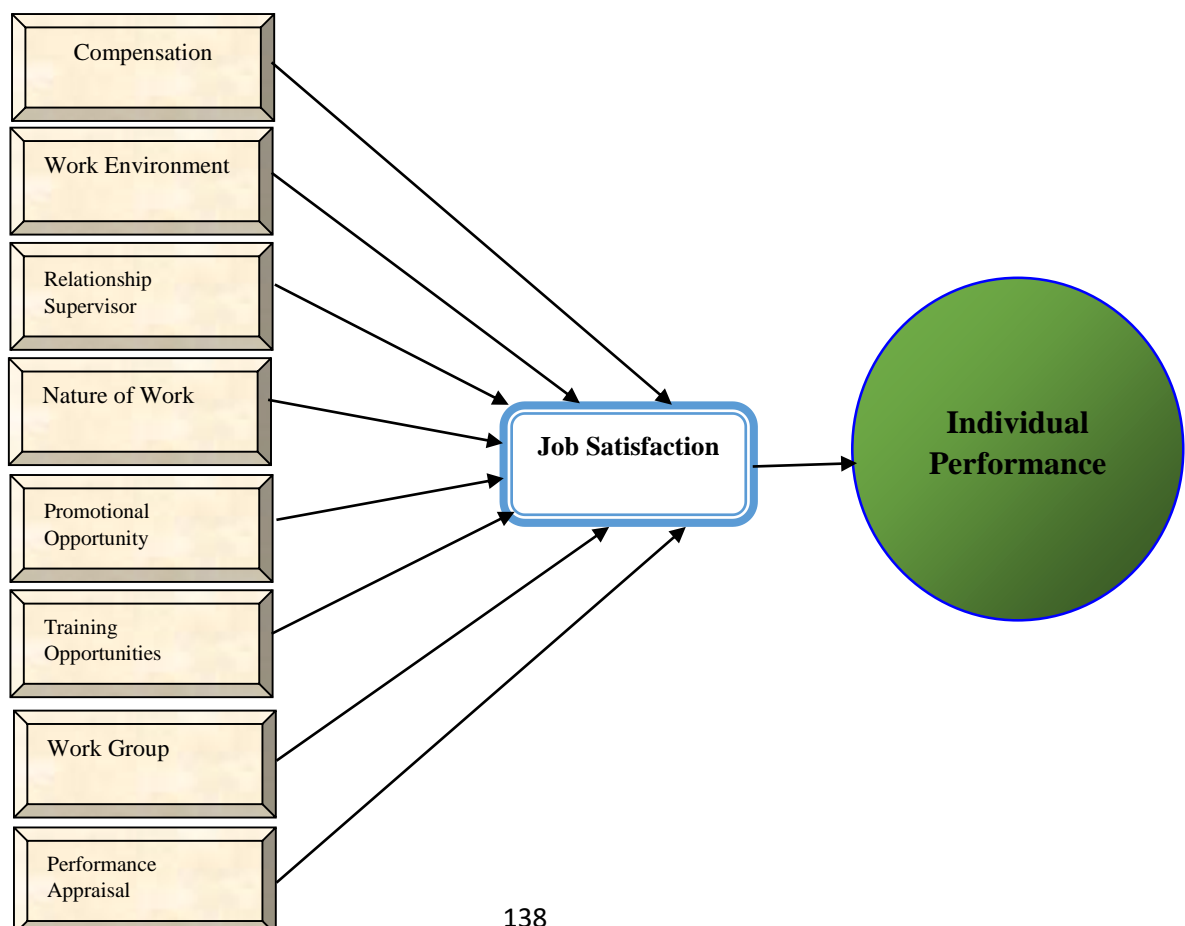 Compensation
Work Environment
Relationship
Supervisor
Nature of Work
Promotional
Opportunity
Training
Opportunities
Work Group
Performance
Appraisal
Job Satisfaction
Individual
Performance
138